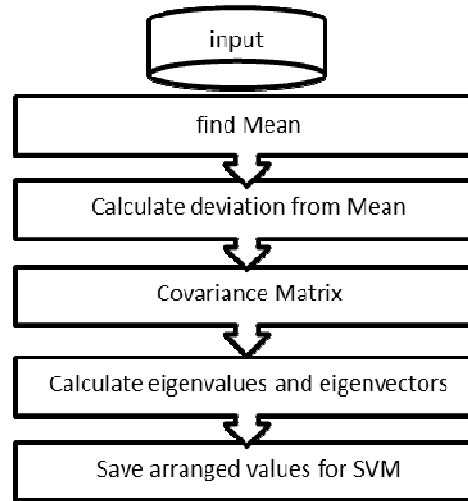 input
find Mean
Calculate deviation from Mean
Covariance Matrix
Calculate eigenvalues and eigenvectors
Save arranged values for SVM